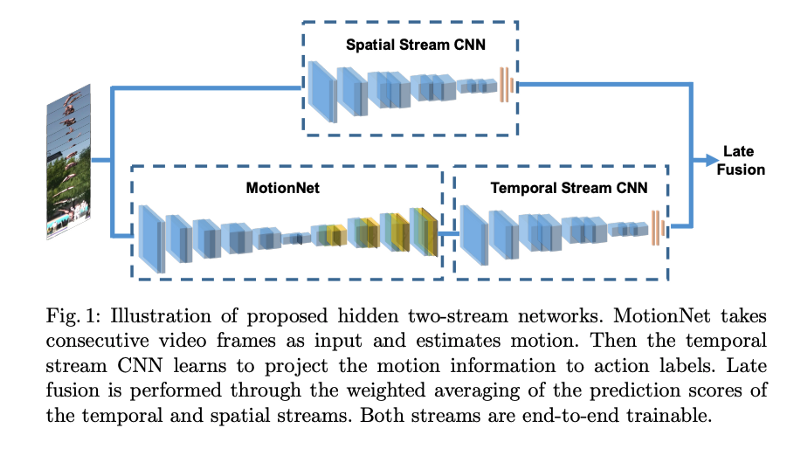 Spatial Stream CNN
MotionNet
Temporal Stream CNN
Late
Fusion
Fig. 1: Illustration of proposed hidden two-stream networks. MotionNet takes
consecutive video frames as input and estimates motion. Then the temporal
stream CNN learns to project the motion information to action labels. Late
fusion is performed through the weighted averaging of the prediction scores of
the temporal and spatial streams. Both streams are end-to-end trainable.